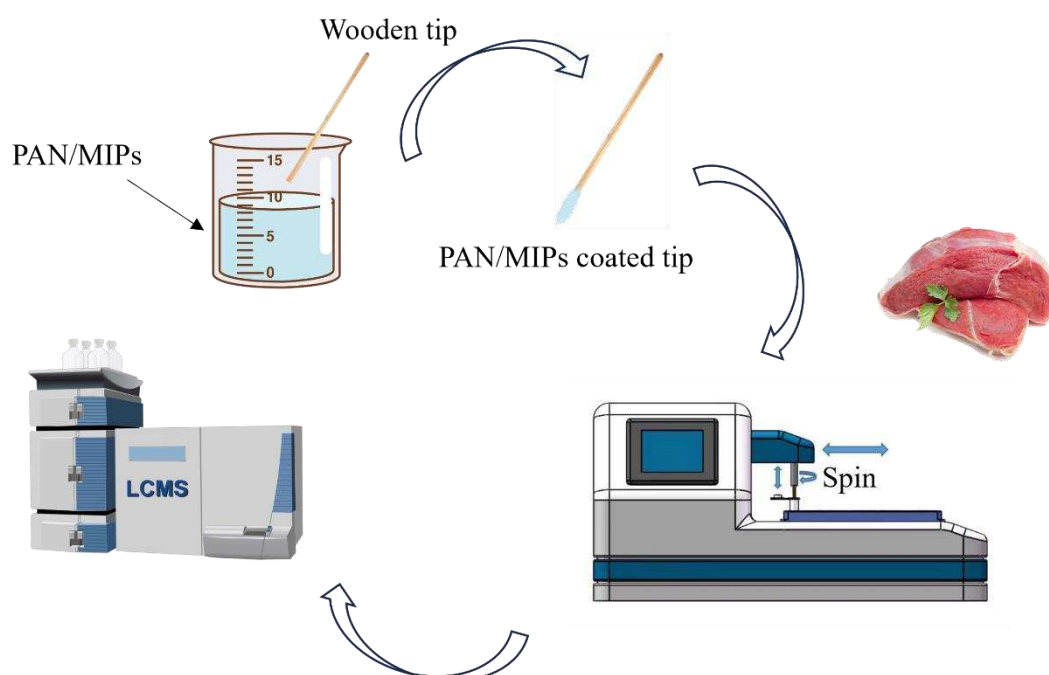 Wooden tip
PAN/MIPs
15
10
5
0
PAN/MIPs coated tip
Spin
LCMS